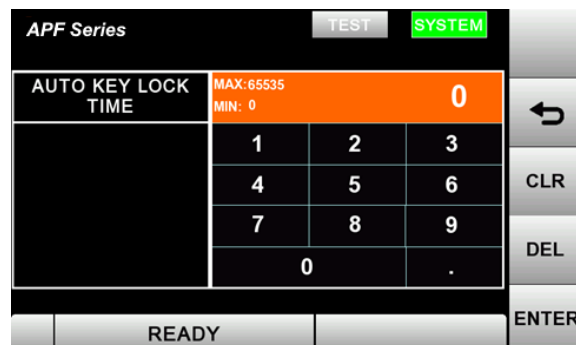 APF Series
TEST
SYSTEM
AUTO KEY LOCK
TIME
MAX:65535
MIN: 0
0
1 2 3
4 5 6
7 8 9
0 .
CLR
DEL
ENTER
READY